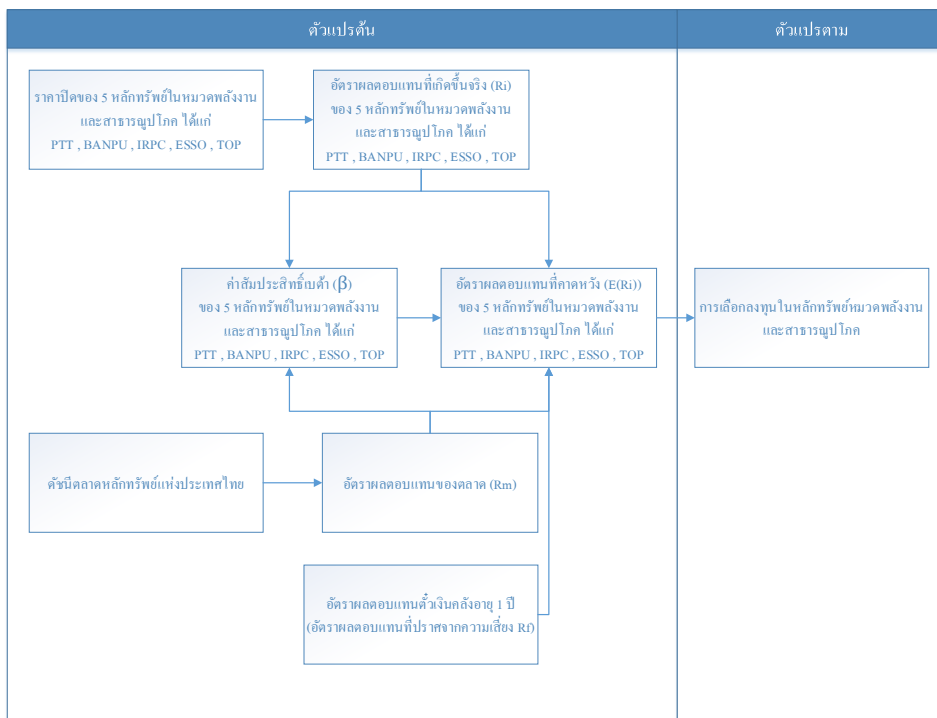 ตัวแปรต้น
ตัวแปรตาม
ราคาปิดของ 5 หลักทรัพย์ในหมวดพลังงาน
และสาธารณูปโภค ได้แก่
PTT , BANPU , IRPC , ESSO , TOP
อัตราผลตอบแทนที่เกิดขึ้นจริง (Ri)
ของ 5 หลักทรัพย์ในหมวดพลังงาน
และสาธารณูปโภค ได้แก่
PTT , BANPU , IRPC , ESSO , TOP
ค่าสัมประสิทธิ์เบต้า (β)
ของ 5 หลักทรัพย์ในหมวดพลังงาน
และสาธารณูปโภค ได้แก่
PTT , BANPU , IRPC , ESSO , TOP
อัตราผลตอบแทนที่คาดหวัง (E(Ri))
ของ 5 หลักทรัพย์ในหมวดพลังงาน
และสาธารณูปโภค ได้แก่
PTT , BANPU , IRPC , ESSO , TOP
การเลือกลงทุนในหลักทรัพย์หมวดพลังงาน
และสาธารณูปโภค
ดัชนีตลาดหลักทรัพย์แห่งประเทศไทย
อัตราผลตอบแทนของตลาด (Rm)
อัตราผลตอบแทนตั๋วเงินคลังอายุ 1 ปี
(อัตราผลตอบแทนที่ปราศจากความเสี่ยง Rf)